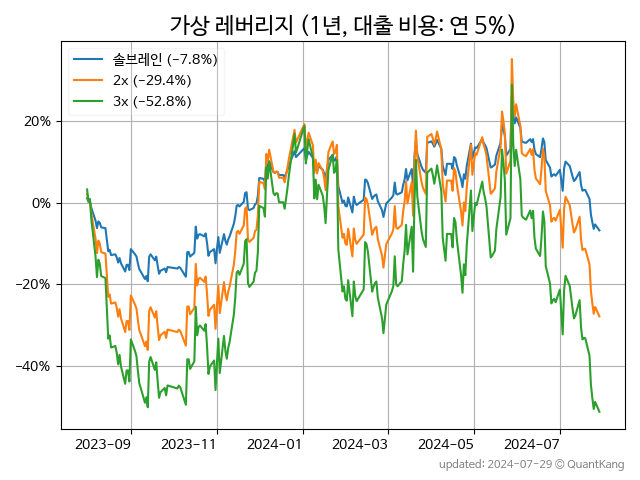 가상 레버리지 (1년, 대출 비용: 연 5%)
솔브레인 (−7.8%)
2x (−29.4%)
3x (−52.8%)
20%
0%
−20%
−40%
2023-09 2023-11 2024-01 2024-03 2024-05 2024-07
updated: 2024-07-29 © QuantKang